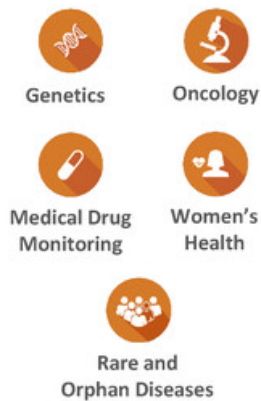 Genetics
Oncology
Medical Drug
Monitoring
Women's
Health
Rare and
Orphan Diseases